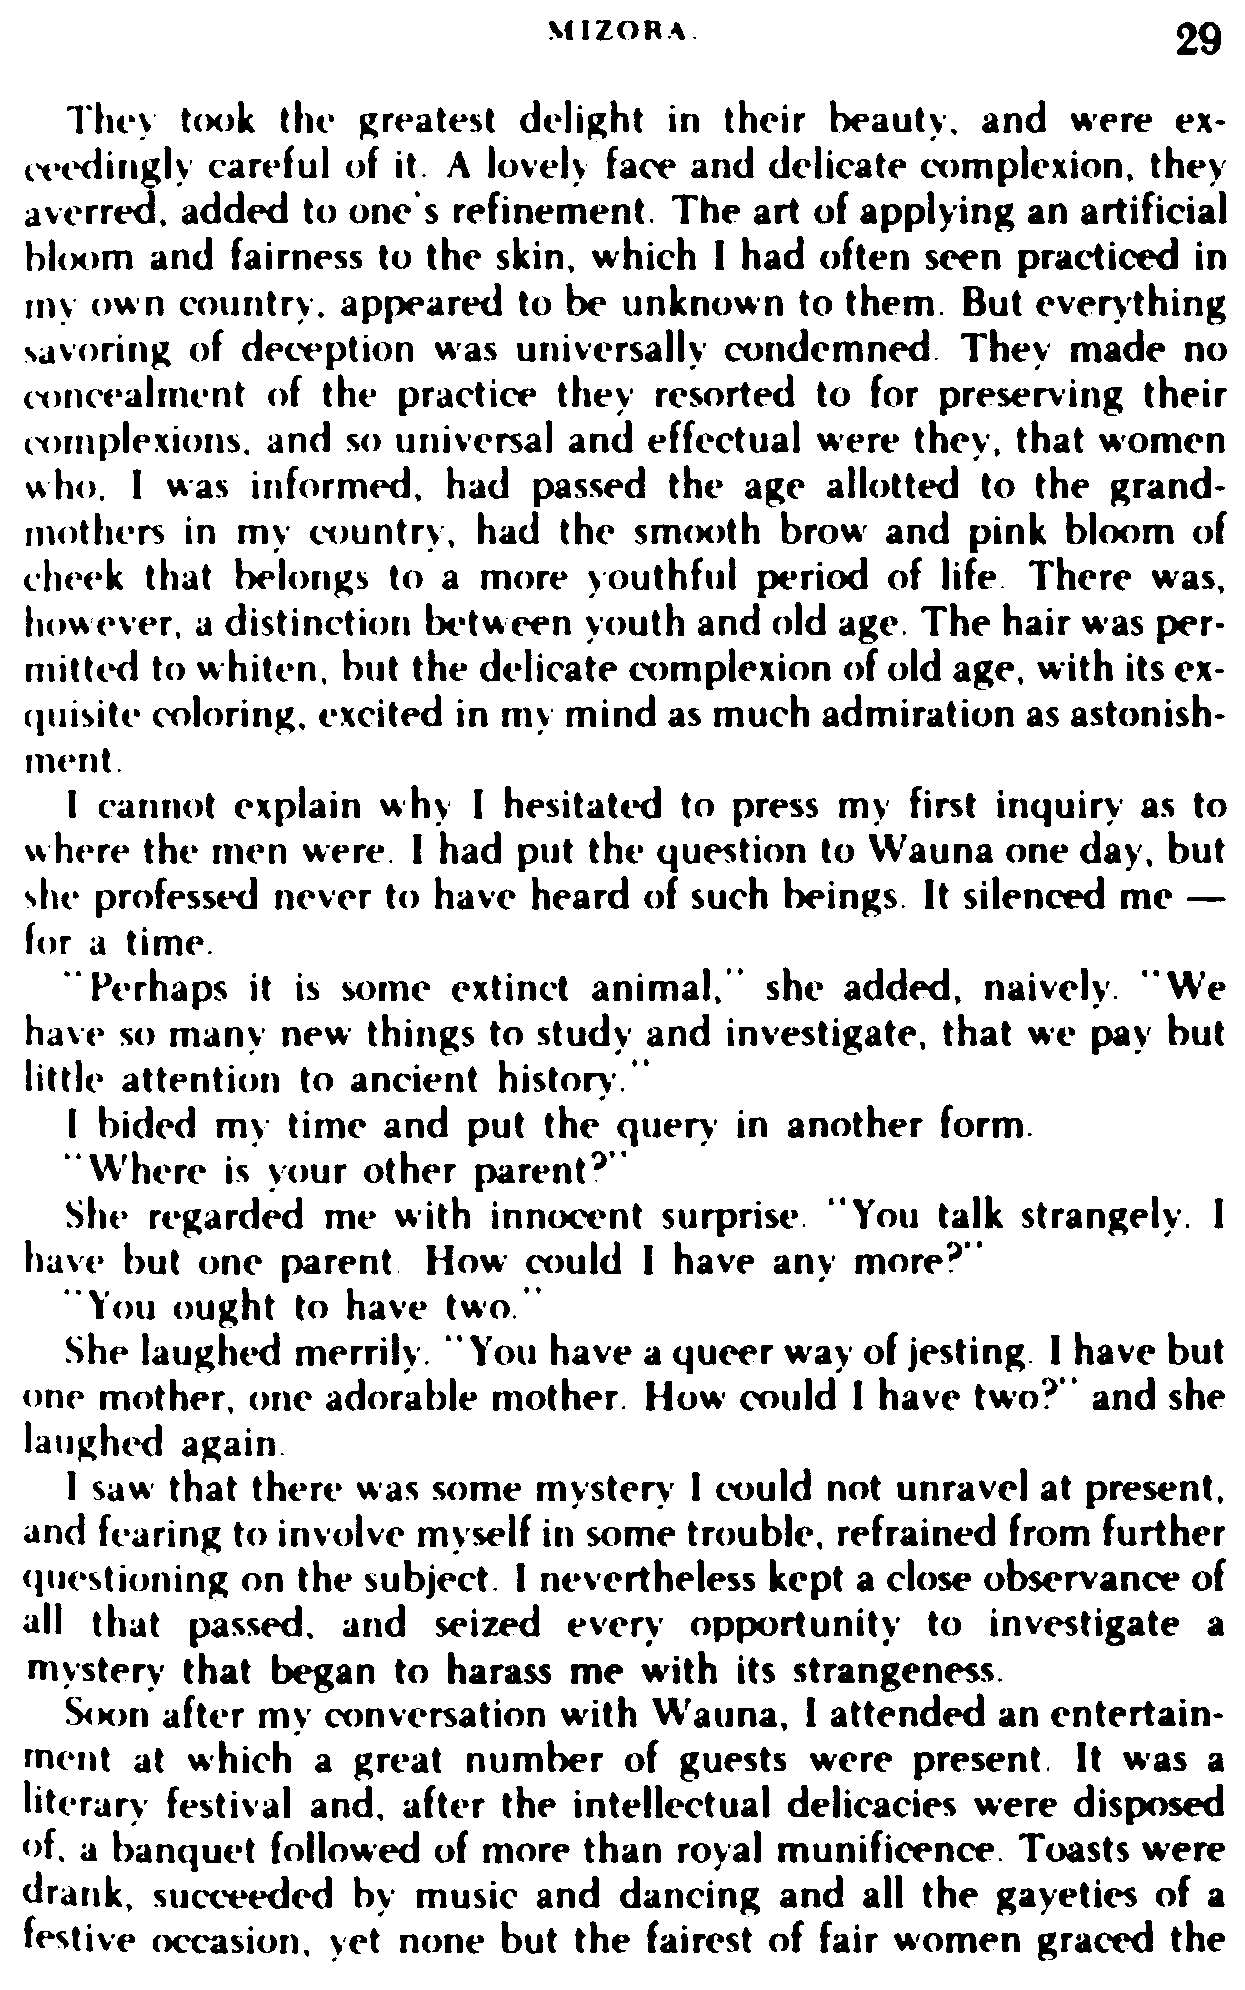 MIZORA. 29
They took the greatest delight in their beauty, and were ex-
ceedingly careful of it. A lovely face and delicate complexion, they
averred, added to one's refinement. The art of applying an artificial
bloom and fairness to the skin, which I had often seen practiced in
my own country, appeared to be unknown to them. But everything
savoring of deception was universally condemned. They made no
concealment of the practice they resorted to for preserving their
complexions, and so universal and effectual were they, that women
who, I was informed, had passed the age allotted to the grand-
mothers in my country, had the smooth brow and pink bloom of
cheek that belongs to a more youthful period of life. There was,
however, a distinction between youth and old age. The hair was per-
mitted to whiten, but the delicate complexion of old age, with its ex-
quisite coloring, excited in my mind as much admiration as astonish-
ment.
I cannot explain why I hesitated to press my first inquiry as to
where the men were. I had put the question to Wauna one day, but
she professed never to have heard of such beings. It silenced me —
for a time.
"Perhaps it is some extinct animal," she added, naively. "We
have so many new things to study and investigate, that we pay but
little attention to ancient history."
I bided my time and put the query in another form.
"Where is your other parent?"
She regarded me with innocent surprise. "You talk strangely. I
have but one parent. How could I have any more?"
"You ought to have two."
She laughed merrily. "You have a queer way of jesting. I have but
one mother, one adorable mother. How could I have two?" and she
laughed again.
I saw that there was some mystery I could not unravel at present,
and fearing to involve myself in some trouble, refrained from further
questioning on the subject. I nevertheless kept a close observance of
all that passed, and seized every opportunity to investigate a
mystery that began to harass me with its strangeness.
Soon after my conversation with Wauna, I attended an entertain-
ment at which a great number of guests were present. It was a
literary festival and, after the intellectual delicacies were disposed
of, a banquet followed of more than royal munificence. Toasts were
drank, succeeded by music and dancing and all the gayeties of a
festive occasion, yet none but the fairest of fair women graced the